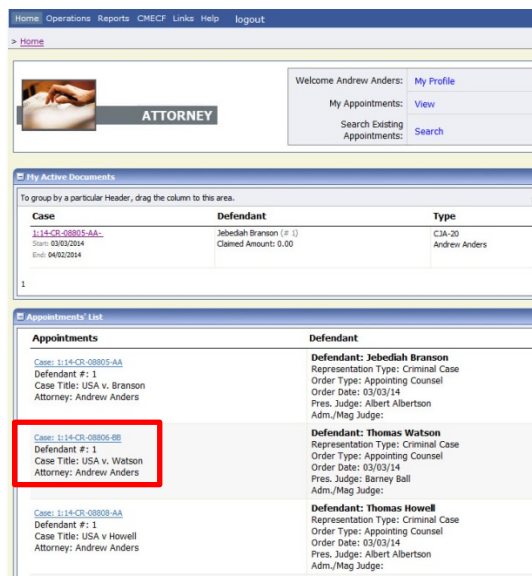 Home Operations Reports CMECF Links Help logout
> Home
ATTORNEY
Welcome Andrew Anders: My Profile
My Appointments: View
Search Existing
Appointments: Search
My Active Documents
To group by a particular Header, drag the column to this area.
Case Defendant Type
1:14-CR-08805-AA- Jebediah Branson (# 1) CJA-20
Start: 03/03/2014 Claimed Amount: 0.00 Andrew Anders
End: 04/02/2014
1
Appointments' List
Appointments Defendant
Case: 1:14-CR-08805-AA
Defendant #: 1
Case Title: USA v. Branson
Attorney: Andrew Anders
Defendant: Jebediah Branson
Representation Type: Criminal Case
Order Type: Appointing Counsel
Order Date: 03/03/14
Pres. Judge: Albert Albertson
Adm./Mag Judge:
Case: 1:14-CR-08806-BB
Defendant #: 1
Case Title: USA v. Watson
Attorney: Andrew Anders
Defendant: Thomas Watson
Representation Type: Criminal Case
Order Type: Appointing Counsel
Order Date: 03/03/14
Pres. Judge: Barney Ball
Adm./Mag Judge:
Case: 1:14-CR-08808-AA
Defendant #: 1
Case Title: USA v Howell
Attorney: Andrew Anders
Defendant: Thomas Howell
Representation Type: Criminal Case
Order Type: Appointing Counsel
Order Date: 03/03/14
Pres. Judge: Albert Albertson
Adm./Mag Judge: